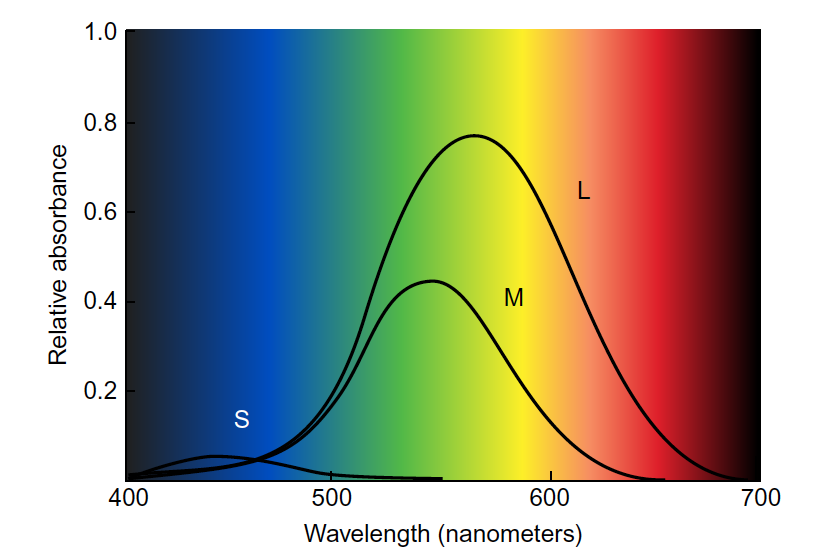 1.0
0.8
0.6
0.4
0.2
Relative absorbance
L
M
S
400 500 600 700
Wavelength (nanometers)